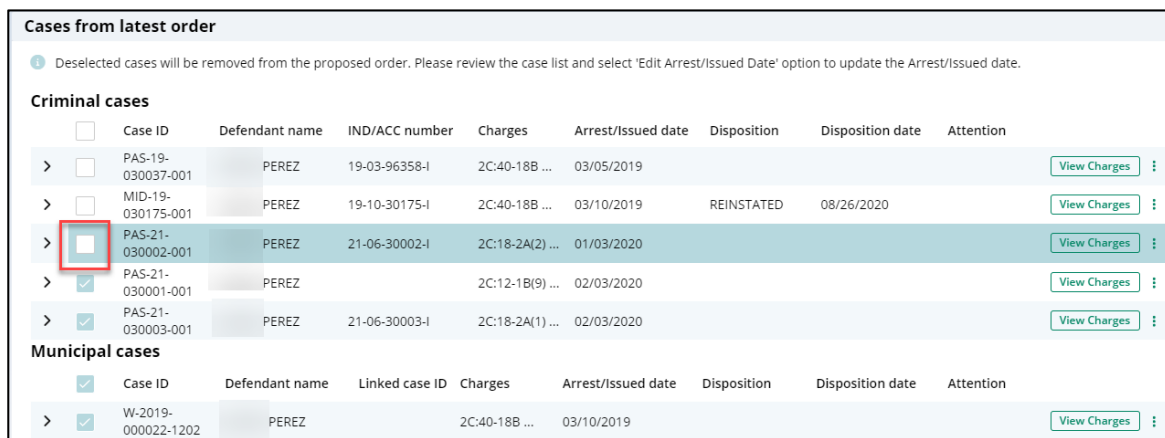 Cases from latest order
Deselected cases will be removed from the proposed order. Please review the case list and select 'Edit Arrest/Issued Date' option to update the Arrest/Issued date.
Criminal cases
Case ID Defendant name IND/ACC number Charges Arrest/Issued date Disposition Disposition date Attention
PAS-19-
030037-001 PEREZ 19-03-96358-I 2C:40-18B ... 03/05/2019 View Charges
MID-19-
030175-001 PEREZ 19-10-30175-I 2C:40-18B ... 03/10/2019 REINSTATED 08/26/2020 View Charges
PAS-21-
030002-001 PEREZ 21-06-30002-I 2C:18-2A(2) ... 01/03/2020 View Charges
PAS-21-
030001-001 PEREZ 2C:12-1B(9) ... 02/03/2020 View Charges
PAS-21-
030003-001 PEREZ 21-06-30003-I 2C:18-2A(1) ... 02/03/2020 View Charges
Municipal cases
Case ID Defendant name Linked case ID Charges Arrest/Issued date Disposition Disposition date Attention
W-2019-
000022-1202 PEREZ 2C:40-18B ... 03/10/2019 View Charges